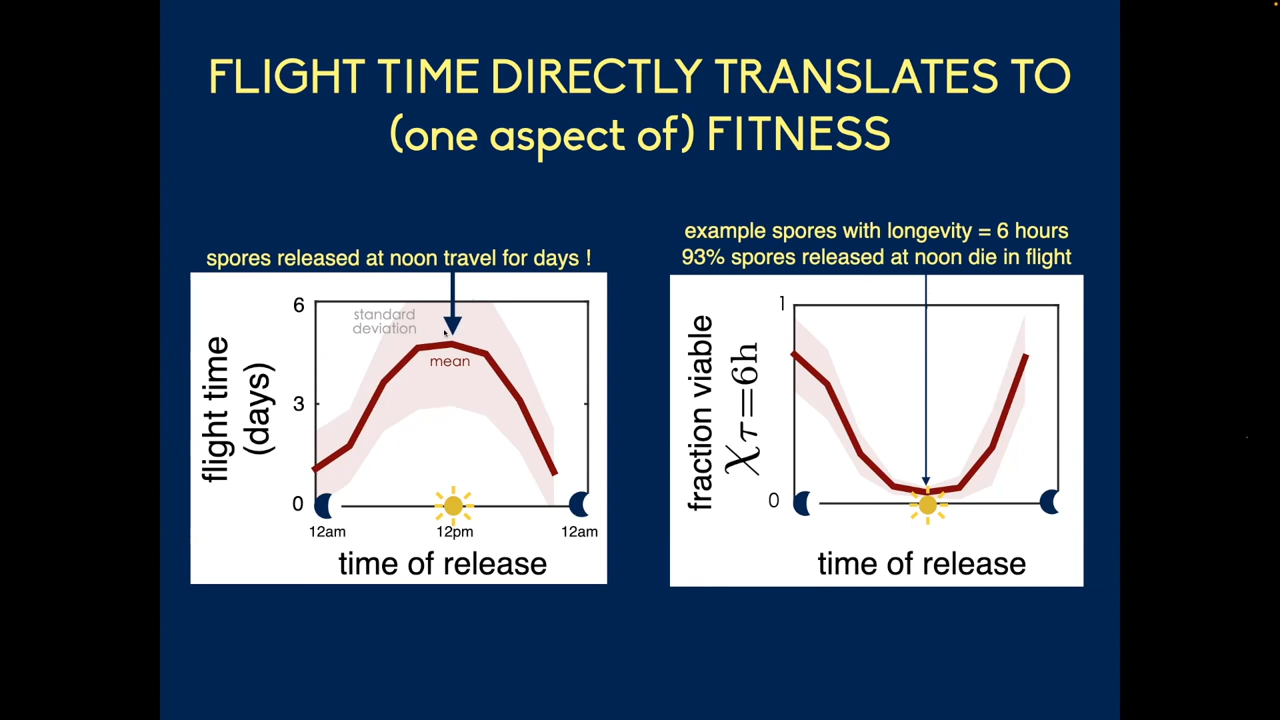 FLIGHT TIME DIRECTLY TRANSLATES TO
(one aspect of) FITNESS
spores released at noon travel for days !
6
standard
deviation
mean
flight time
(days)
3
0
12am
12pm
12am
time of release
example spores with longevity = 6 hours
93% spores released at noon die in flight
1
fraction viable
χτ=6h
0
time of release